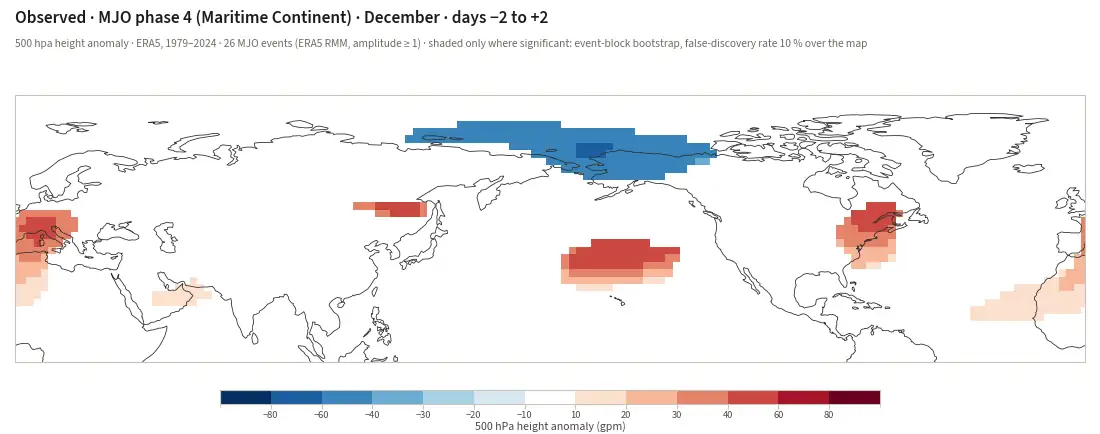 Observed · MJO phase 4 (Maritime Continent) · December · days −2 to +2
500 hpa height anomaly · ERA5, 1979–2024 · 26 MJO events (ERA5 RMM, amplitude ≥ 1) · shaded only where significant: event-block bootstrap, false-discovery rate 10 % over the map
−80 −60 −40 −30 −20 −10 10 20 30 40 60 80
500 hPa height anomaly (gpm)